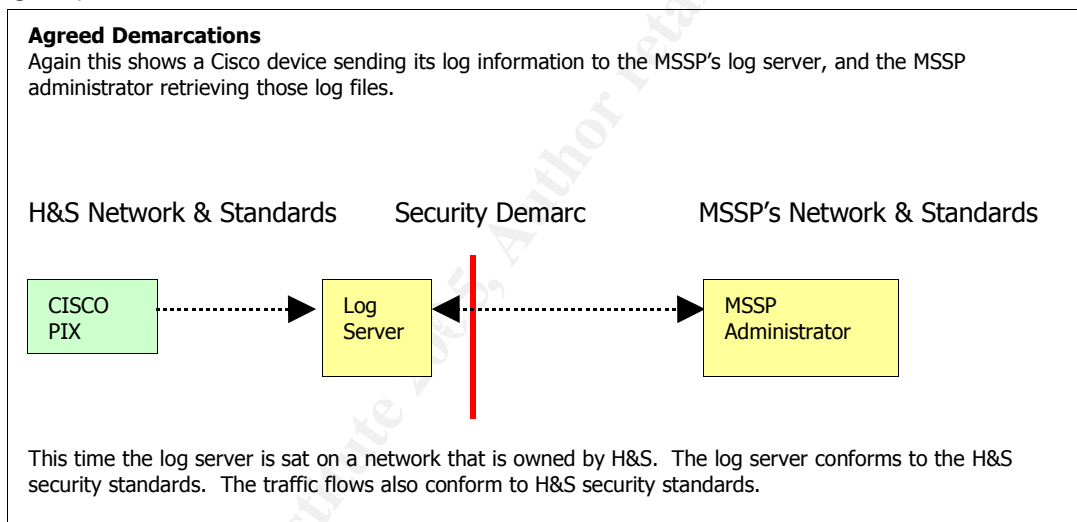 Agreed Demarcations
Again this shows a Cisco device sending its log information to the MSSP's log server, and the MSSP
administrator retrieving those log files.
H&S Network & Standards Security Demarc MSSP's Network & Standards
CISCO
PIX
Log
Server
MSSP
Administrator
This time the log server is sat on a network that is owned by H&S. The log server conforms to the H&S
security standards. The traffic flows also conform to H&S security standards.